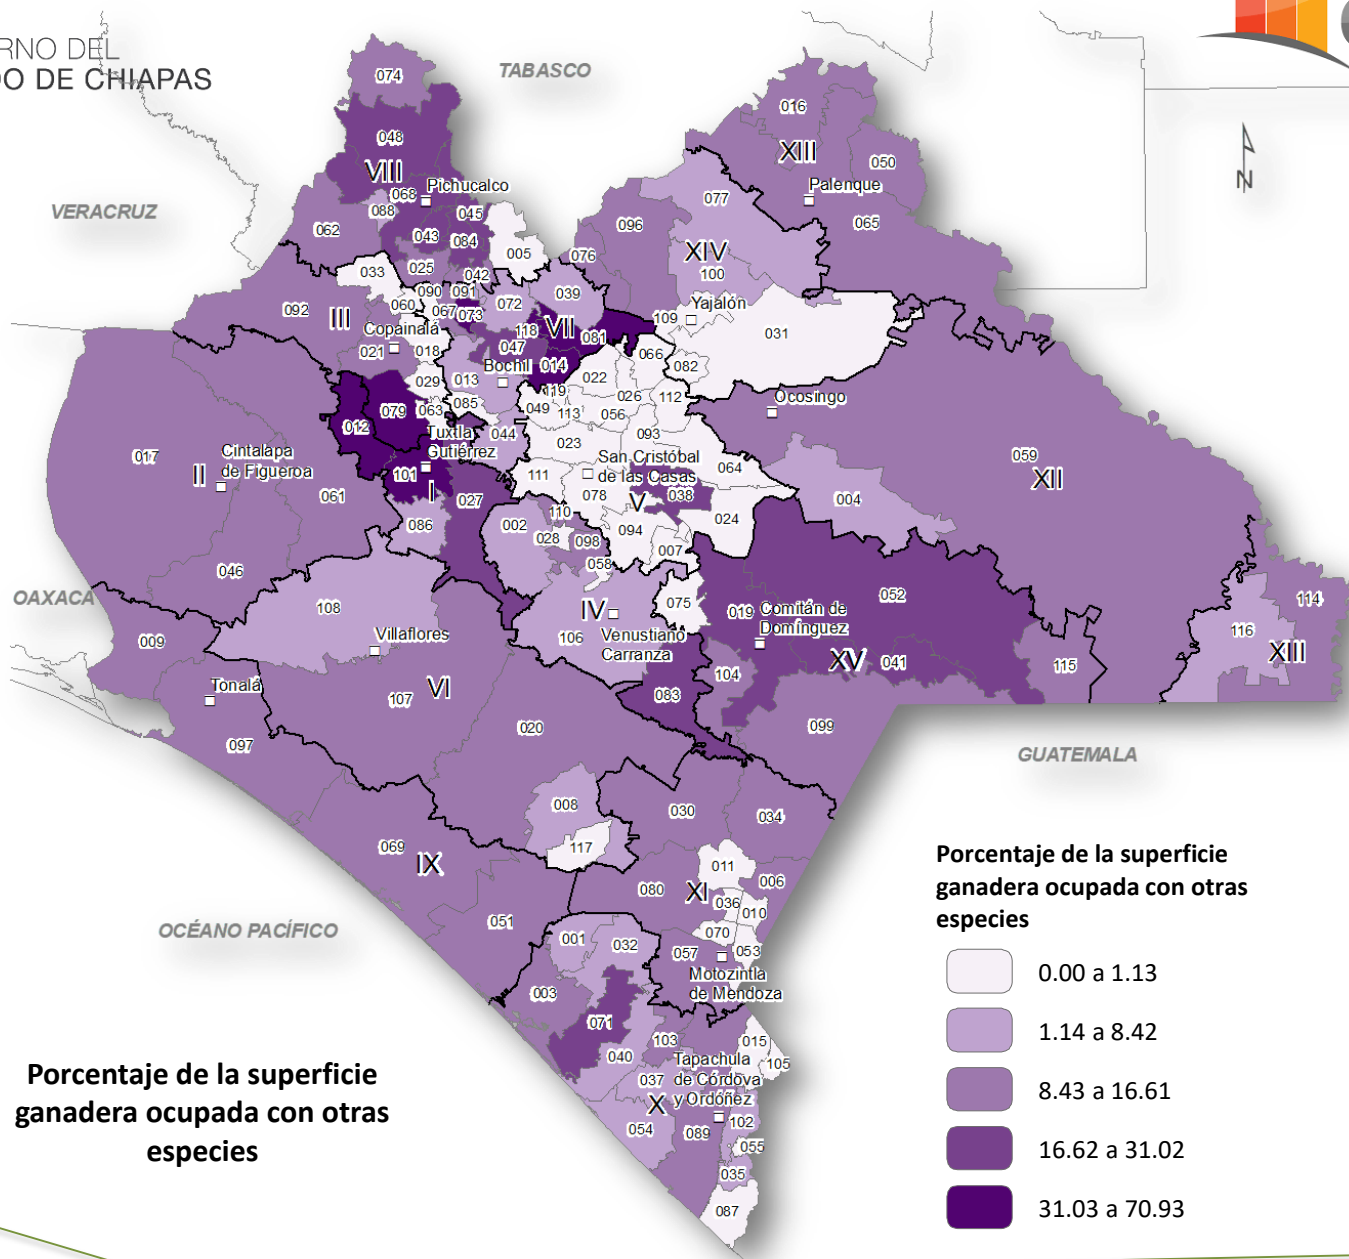 RNO DEL
DO DE CHIAPAS
TABASCO
VERACRUZ
OAXACA
GUATEMALA
OCÉANO PACÍFICO
N
074
048
VIII
068
Pichucalco
088
045
062
043
084
005
025
042
033
076
096
077
XIV
100
016
XIII
050
Palenque
065
092
III
060
090
091
067
073
072
039
118
VII
081
109
Yajalón
031
Copainalá
021
018
047
014
Bochil
013
029
085
063
079
012
119
022
066
082
026
112
049
113
056
Ocosingo
Tuxtla
Gutiérrez
044
023
093
017
II
Cintalapa
de Figueroa
061
101
I
027
San Cristóbal
de las Casas
064
059
XII
111
078
V
038
004
086
002
110
028
098
094
024
007
058
046
108
Villaflores
IV
106
Venustiano
Carranza
075
019
Comitán de
Domínguez
052
XV
041
115
116
114
XIII
009
Tonalá
107
VI
083
104
097
020
099
008
030
034
117
069
IX
011
080
XI
006
036
010
070
053
051
001
032
057
Motozintla
de Mendoza
003
071
103
015
105
040
Tapachula
de Córdova
y Ordóñez
037
X
054
089
102
055
035
087
Porcentaje de la superficie
ganadera ocupada con otras
especies
0.00 a 1.13
1.14 a 8.42
8.43 a 16.61
16.62 a 31.02
31.03 a 70.93
Porcentaje de la superficie
ganadera ocupada con otras
especies